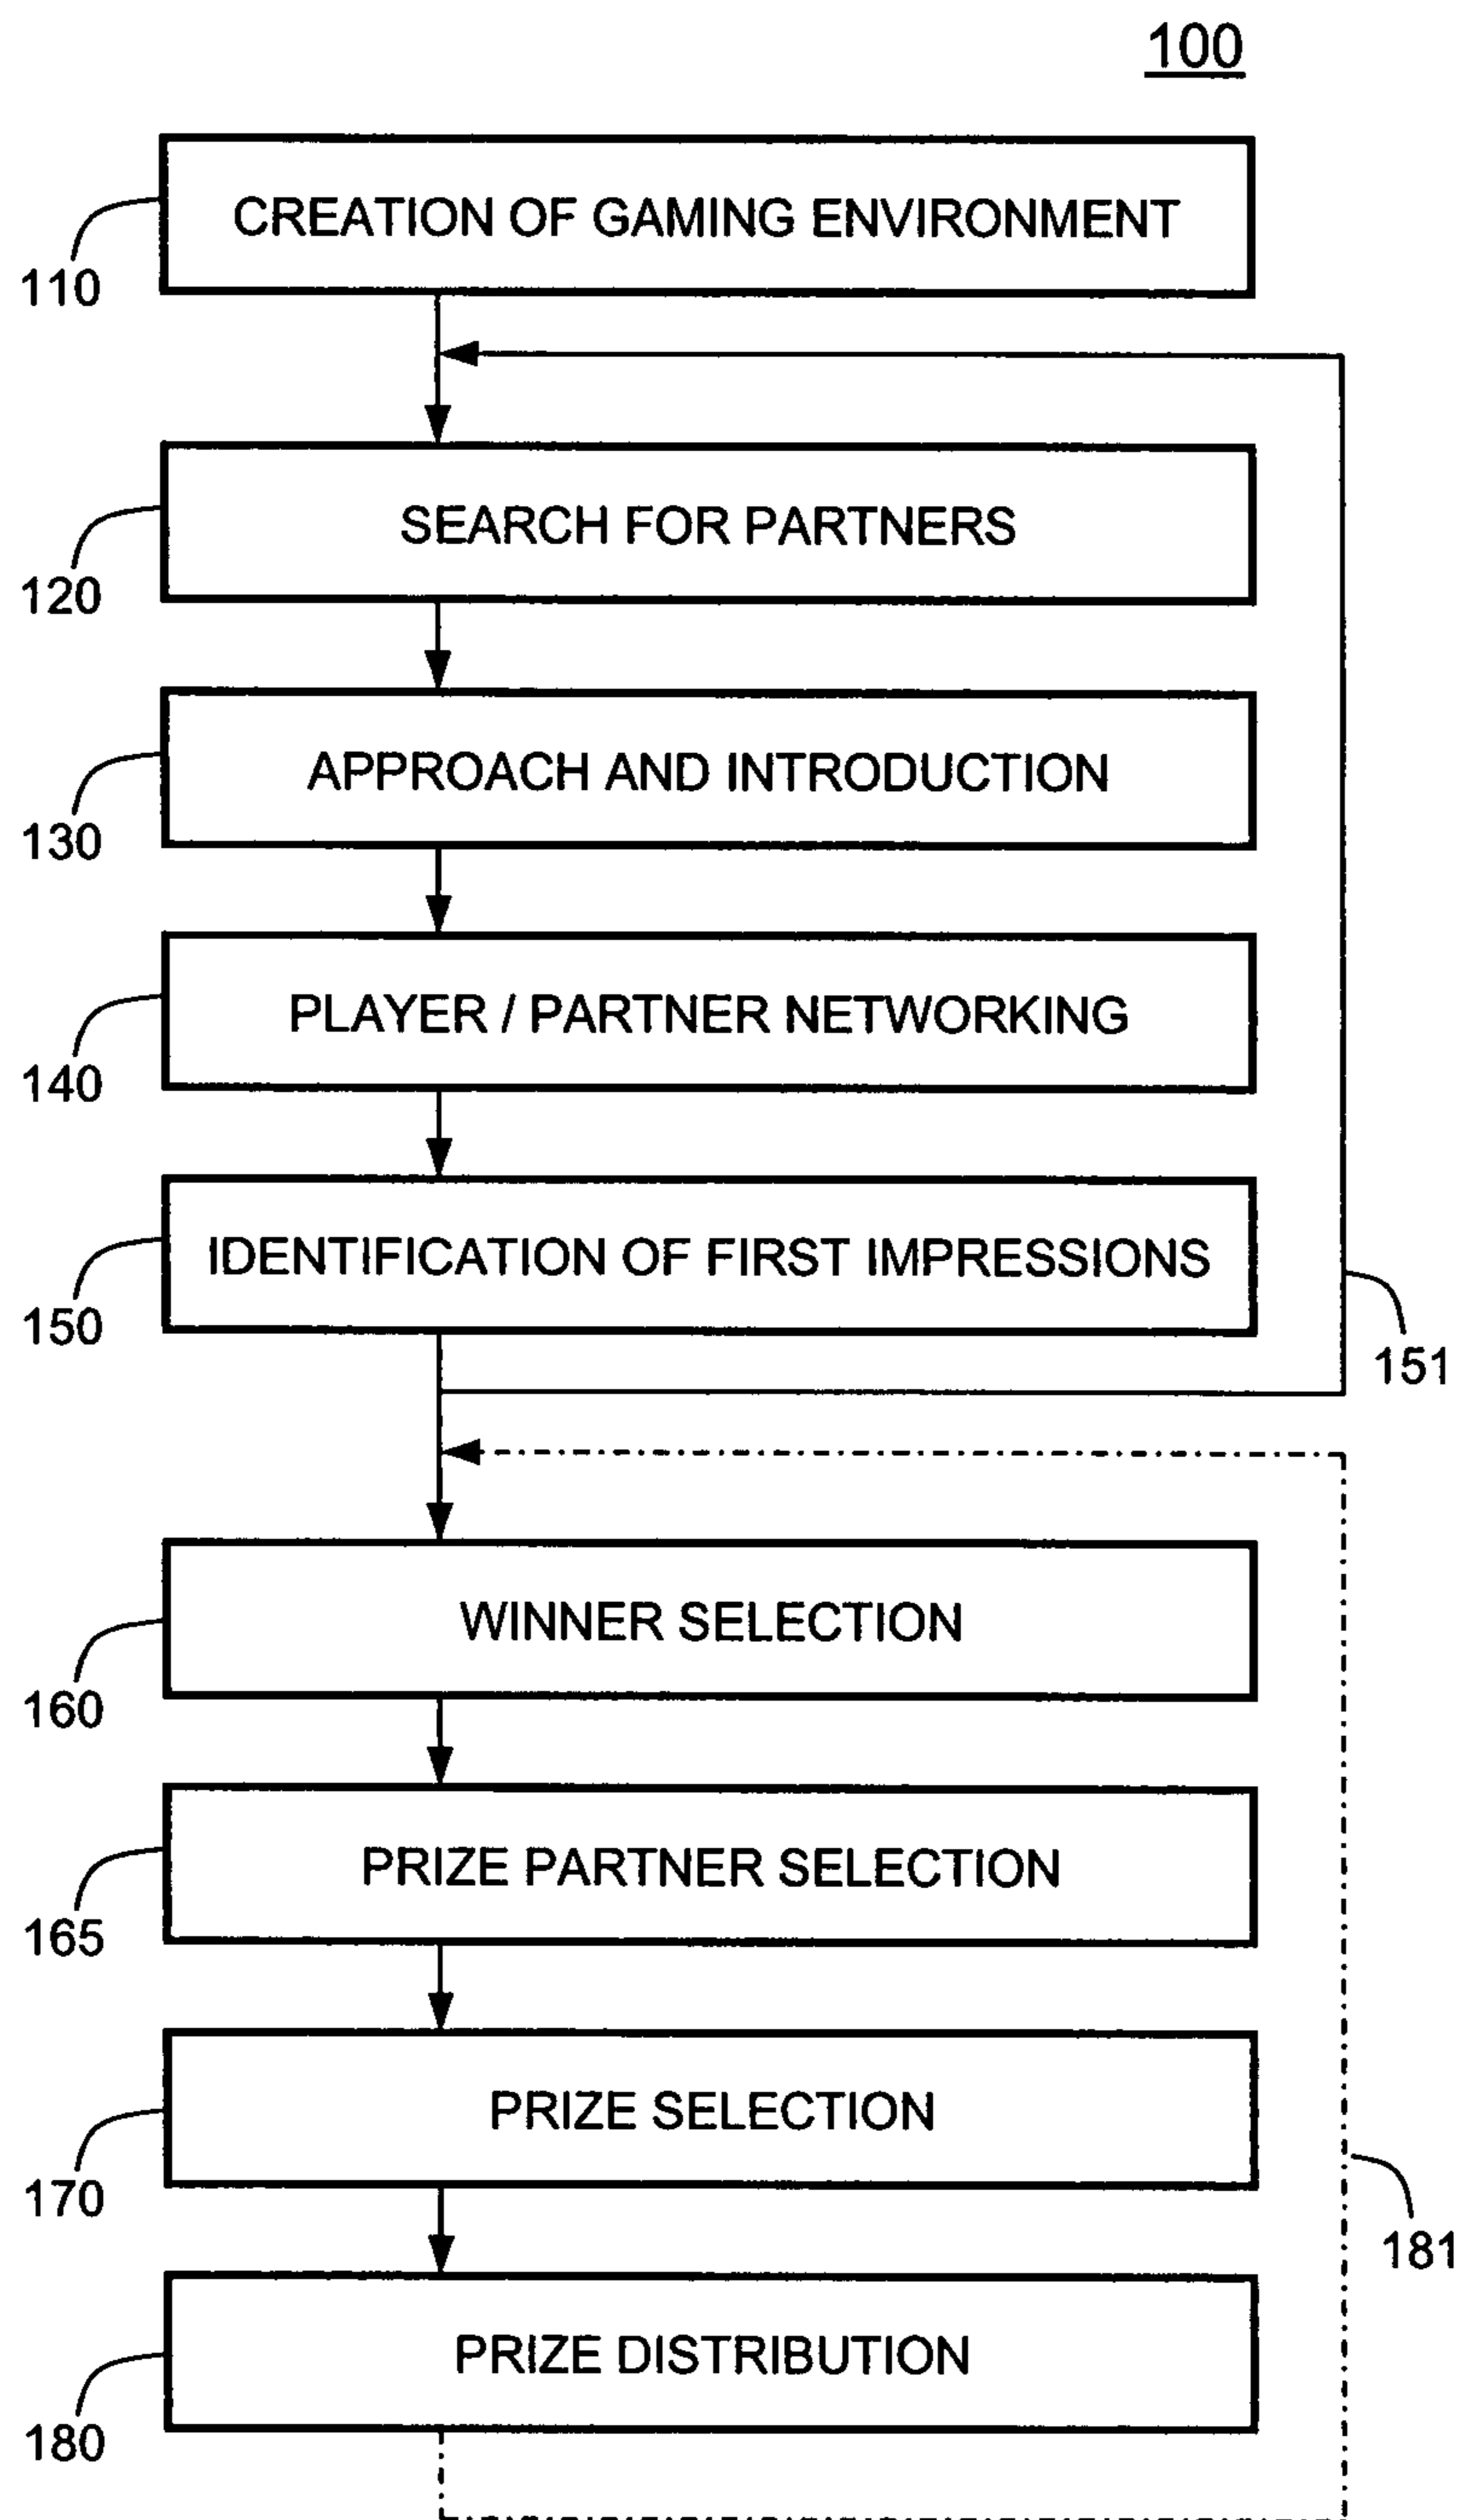 100
CREATION OF GAMING ENVIRONMENT
110
SEARCH FOR PARTNERS
120
APPROACH AND INTRODUCTION
130
PLAYER / PARTNER NETWORKING
140
IDENTIFICATION OF FIRST IMPRESSIONS
150
151
WINNER SELECTION
160
PRIZE PARTNER SELECTION
165
PRIZE SELECTION
170
181
PRIZE DISTRIBUTION
180